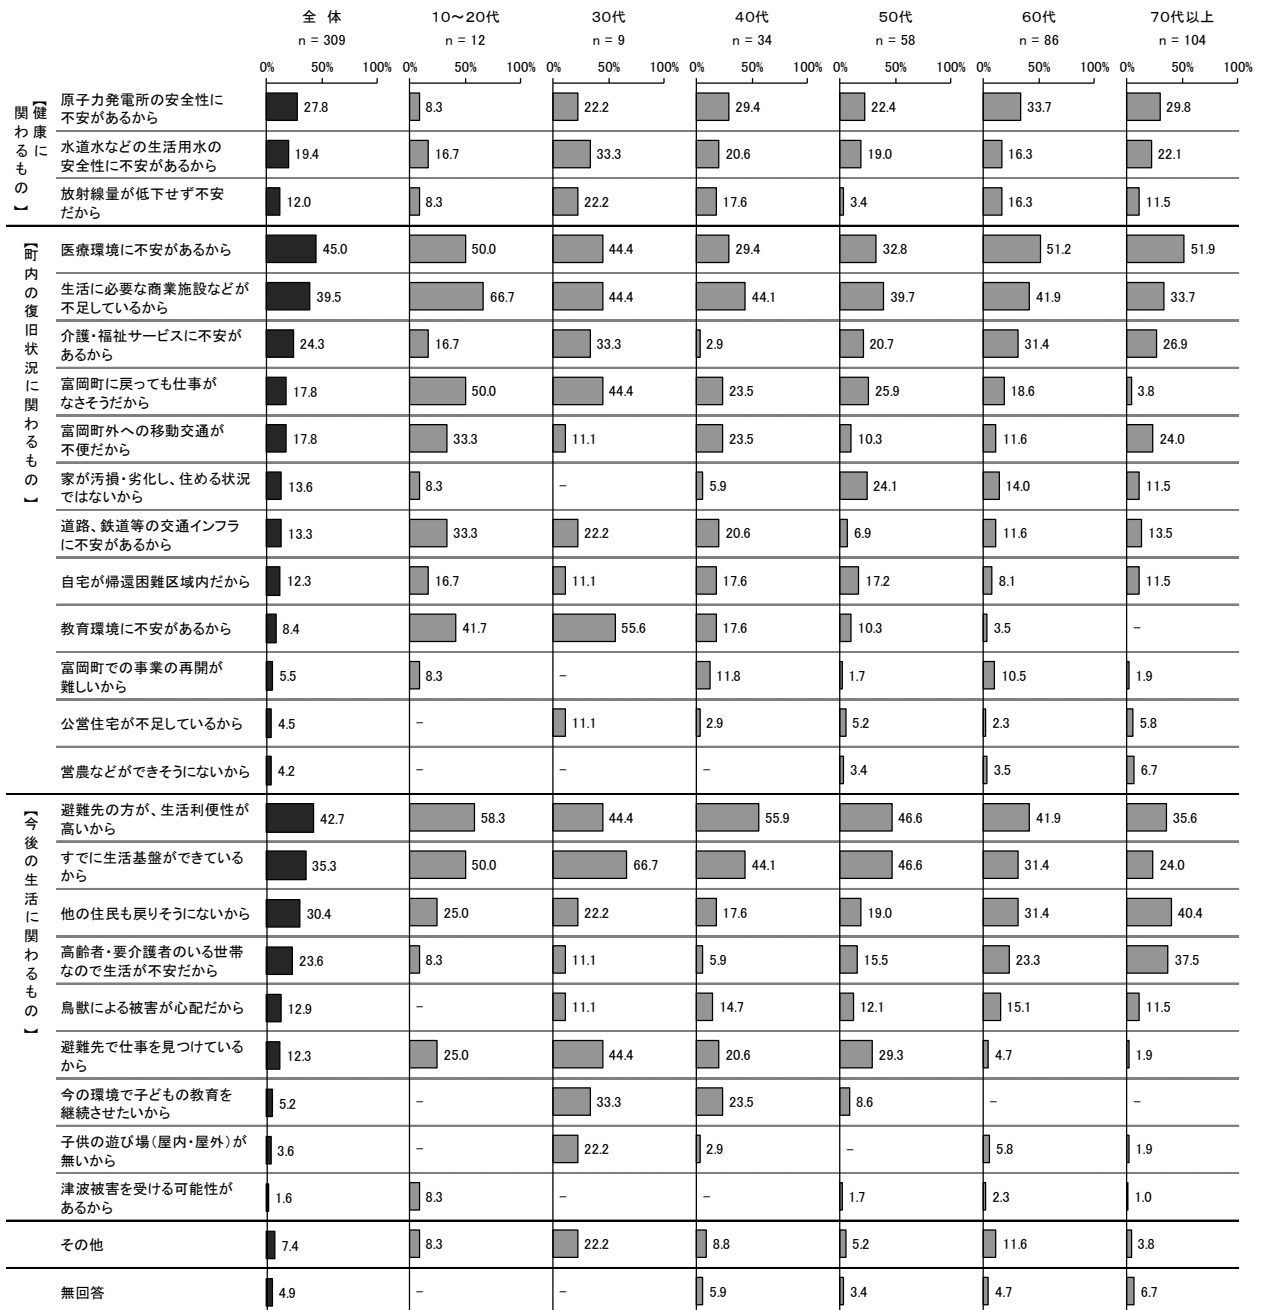 全 体 10～20代 30代 40代 50代 60代 70代以上
n = 309 n = 12 n = 9 n = 34 n = 58 n = 86 n = 104
0% 50% 100% 0% 50% 100% 0% 50% 100% 0% 50% 100% 0% 50% 100% 0% 50% 100% 0% 50% 100%
【健康に関わるもの】
原子力発電所の安全性に
不安があるから
27.8 8.3 22.2 29.4 22.4 33.7 29.8
水道水などの生活用水の
安全性に不安があるから
19.4 16.7 33.3 20.6 19.0 16.3 22.1
放射線量が低下せず不安
だから
12.0 8.3 22.2 17.6 3.4 16.3 11.5
【町内の復旧状況に関わるもの】
医療環境に不安があるから
45.0 50.0 44.4 29.4 32.8 51.2 51.9
生活に必要な商業施設などが
不足しているから
39.5 66.7 44.4 44.1 39.7 41.9 33.7
介護・福祉サービスに不安が
あるから
24.3 16.7 33.3 2.9 20.7 31.4 26.9
富岡町に戻っても仕事が
なさそうだから
17.8 50.0 44.4 23.5 25.9 18.6 3.8
富岡町外への移動交通が
不便だから
17.8 33.3 11.1 23.5 10.3 11.6 24.0
家が汚損・劣化し、住める状況
ではないから
13.6 8.3 － 5.9 24.1 14.0 11.5
道路、鉄道等の交通インフラ
に不安があるから
13.3 33.3 22.2 20.6 6.9 11.6 13.5
自宅が帰還困難区域内だから
12.3 16.7 11.1 17.6 17.2 8.1 11.5
教育環境に不安があるから
8.4 41.7 55.6 17.6 10.3 3.5 －
富岡町での事業の再開が
難しいから
5.5 8.3 － 11.8 1.7 10.5 1.9
公営住宅が不足しているから
4.5 － 11.1 2.9 5.2 2.3 5.8
営農などができそうにないから
4.2 － － － 3.4 3.5 6.7
【今後の生活に関わるもの】
避難先の方が、生活利便性が
高いから
42.7 58.3 44.4 55.9 46.6 41.9 35.6
すでに生活基盤ができている
から
35.3 50.0 66.7 44.1 46.6 31.4 24.0
他の住民も戻りそうにないから
30.4 25.0 22.2 17.6 19.0 31.4 40.4
高齢者・要介護者のいる世帯
なので生活が不安だから
23.6 8.3 11.1 5.9 15.5 23.3 37.5
鳥獣による被害が心配だから
12.9 － 11.1 14.7 12.1 15.1 11.5
避難先で仕事を見つけている
から
12.3 25.0 44.4 20.6 29.3 4.7 1.9
今の環境で子どもの教育を
継続させたいから
5.2 － 33.3 23.5 8.6 － －
子供の遊び場（屋内・屋外）が
無いから
3.6 － 22.2 2.9 － 5.8 1.9
津波被害を受ける可能性が
あるから
1.6 8.3 － － 1.7 2.3 1.0
その他
7.4 8.3 22.2 8.8 5.2 11.6 3.8
無回答
4.9 － － 5.9 3.4 4.7 6.7